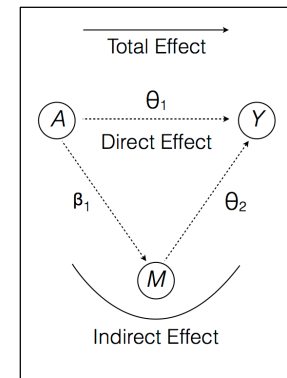 Total Effect
θ₁
A
Y
Direct Effect
β₁
θ₂
M
Indirect Effect